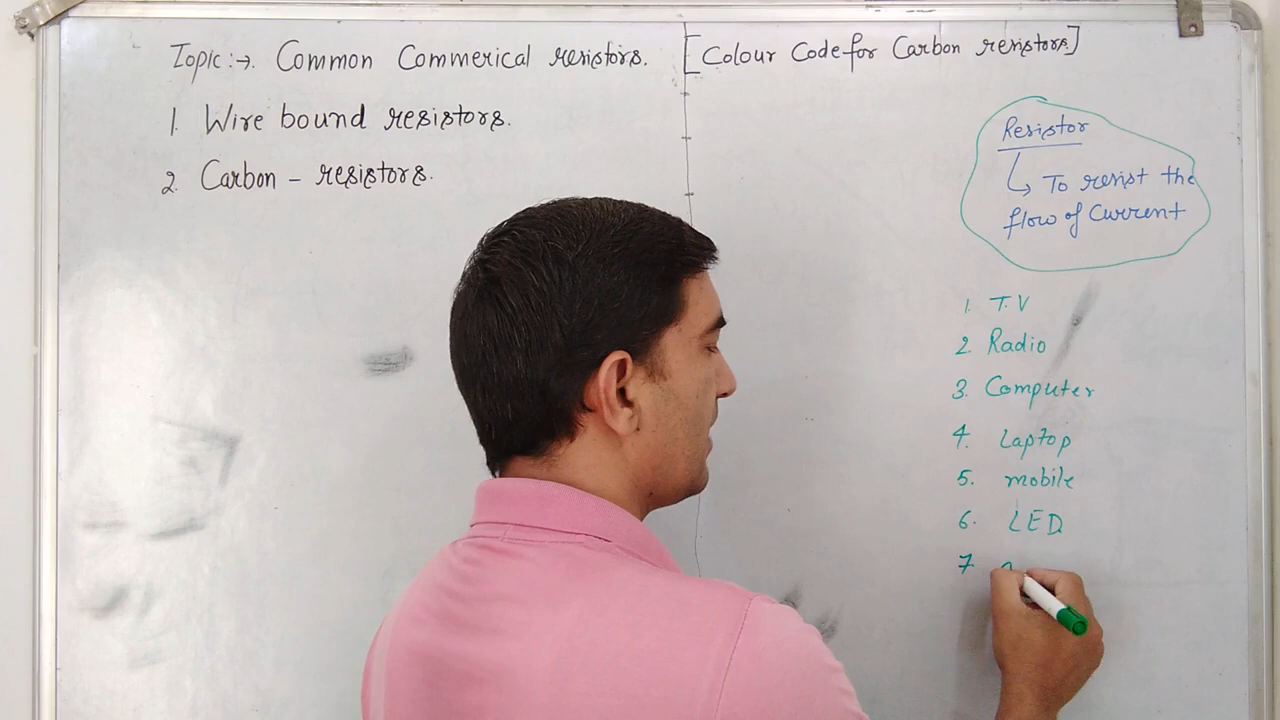 Topic:→. Common Commerical resistors. [Colour Code for Carbon resistors]
1. Wire bound resistors.
2. Carbon - resistors.
Resistor
↳ To resist the
flow of Current
1. T.V
2. Radio
3. Computer
4. Laptop
5. mobile
6. LED
7